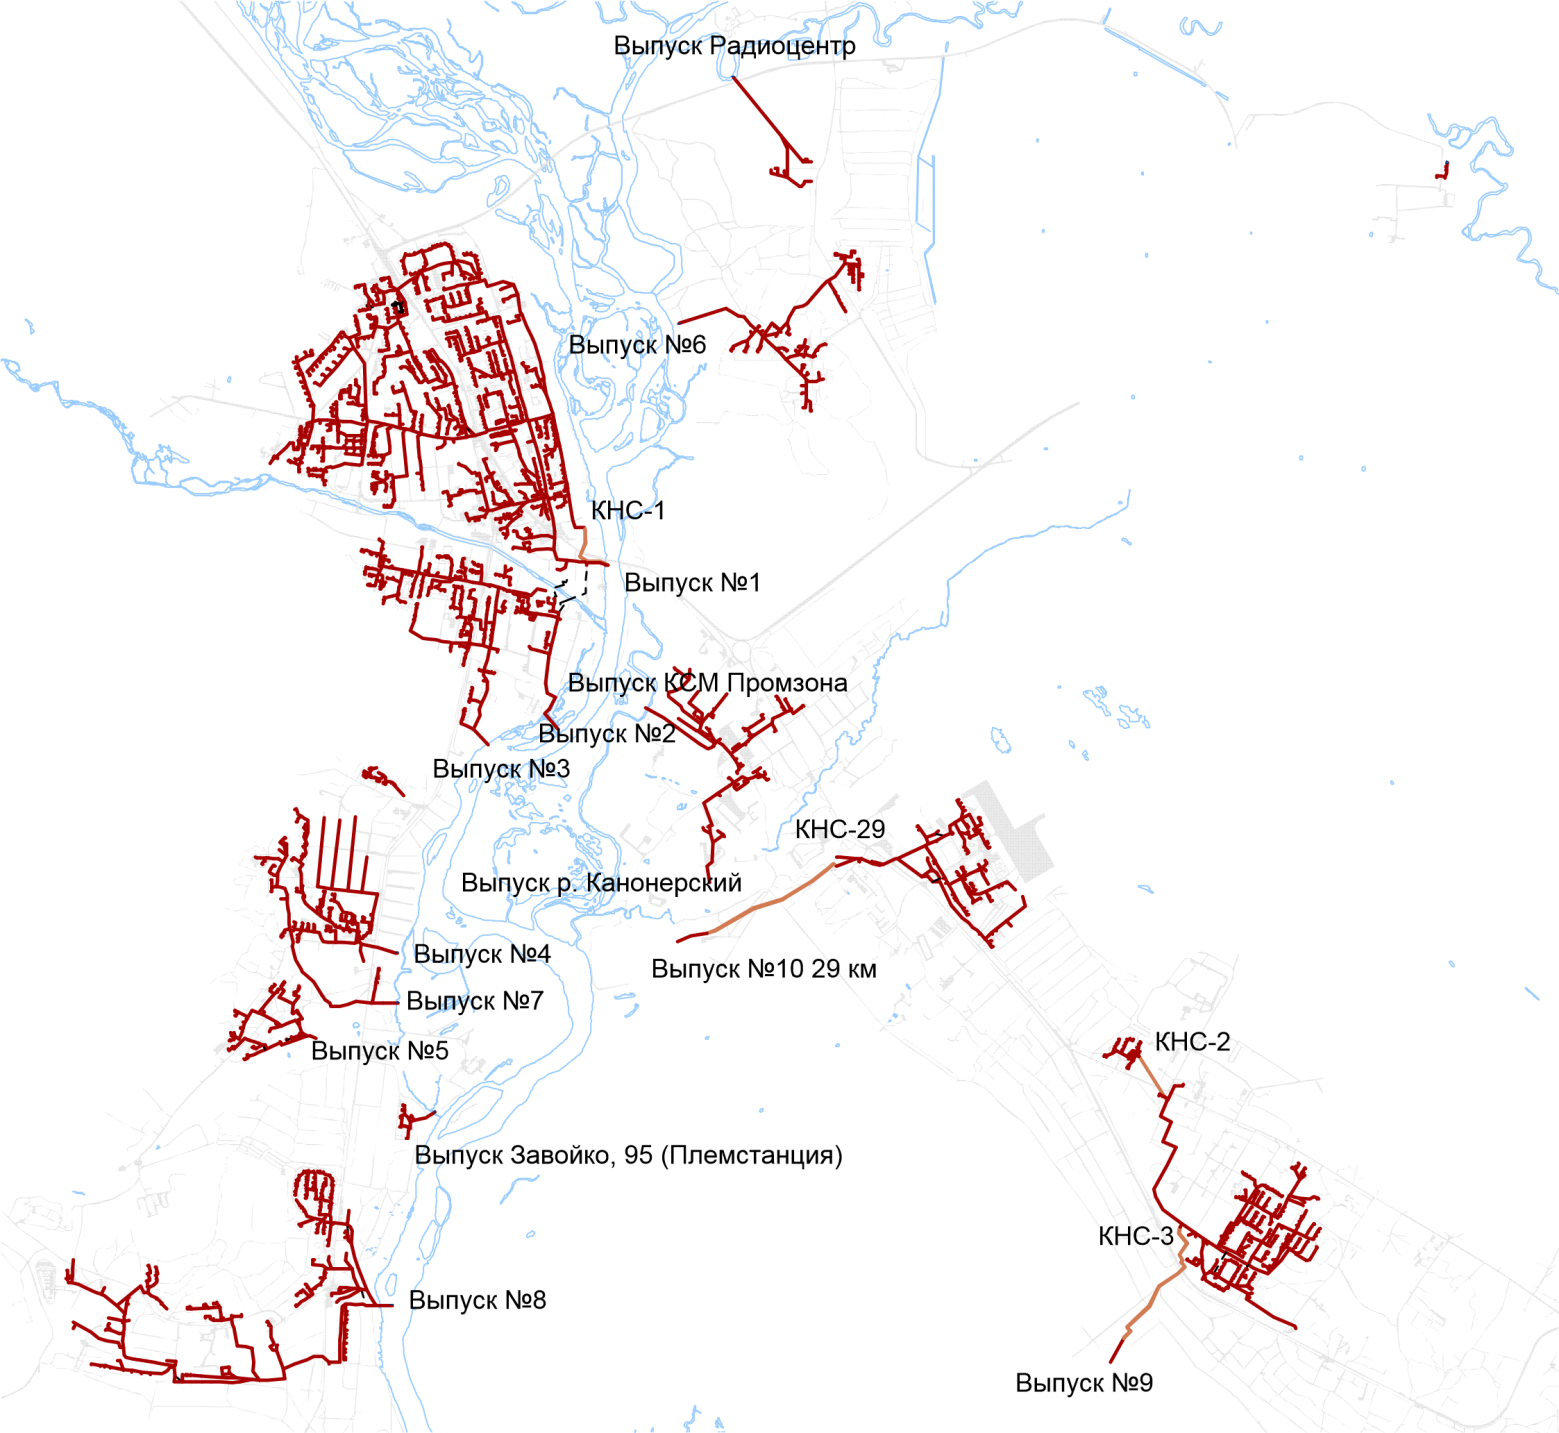 Выпуск Радиоцентр
Выпуск №6
КНС-1
Выпуск №1
Выпуск КСМ Промзона
Выпуск №2
Выпуск №3
КНС-29
Выпуск р. Канонерский
Выпуск №4
Выпуск №10 29 км
Выпуск №7
КНС-2
Выпуск №5
Выпуск Завойко, 95 (Племстанция)
КНС-3
Выпуск №8
Выпуск №9